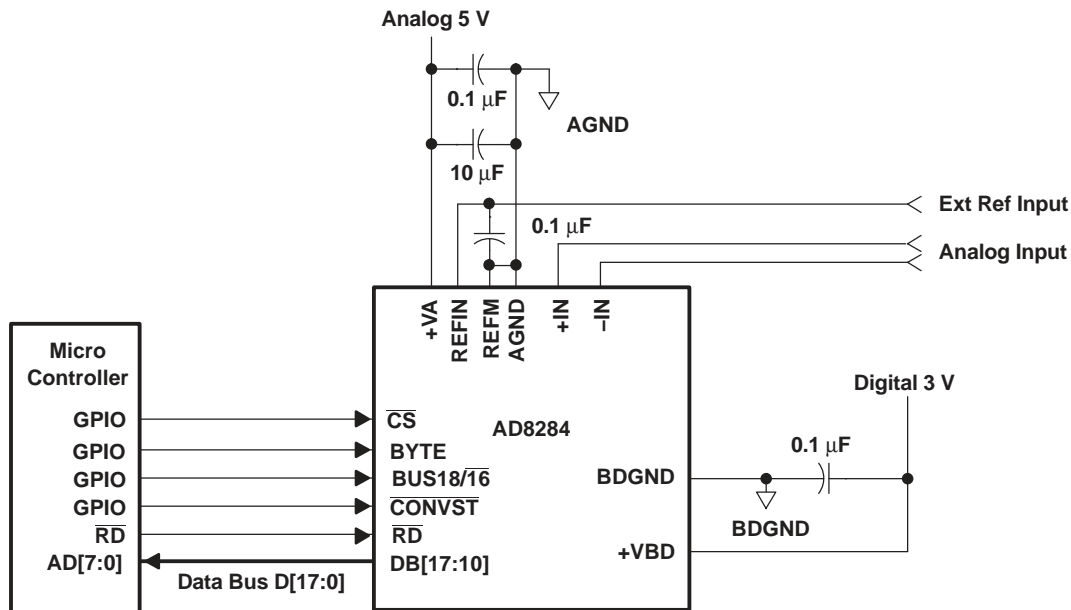 Analog 5 V
0.1 μF
AGND
10 μF
0.1 μF
Ext Ref Input
Analog Input
+VA
REFIN
REFM
AGND
+IN
−IN
Micro
Controller
GPIO
GPIO
GPIO
GPIO
RD
AD[7:0]
Data Bus D[17:0]
CS
BYTE
BUS18/16
CONVST
RD
DB[17:10]
AD8284
BDGND
+VBD
Digital 3 V
0.1 μF
BDGND